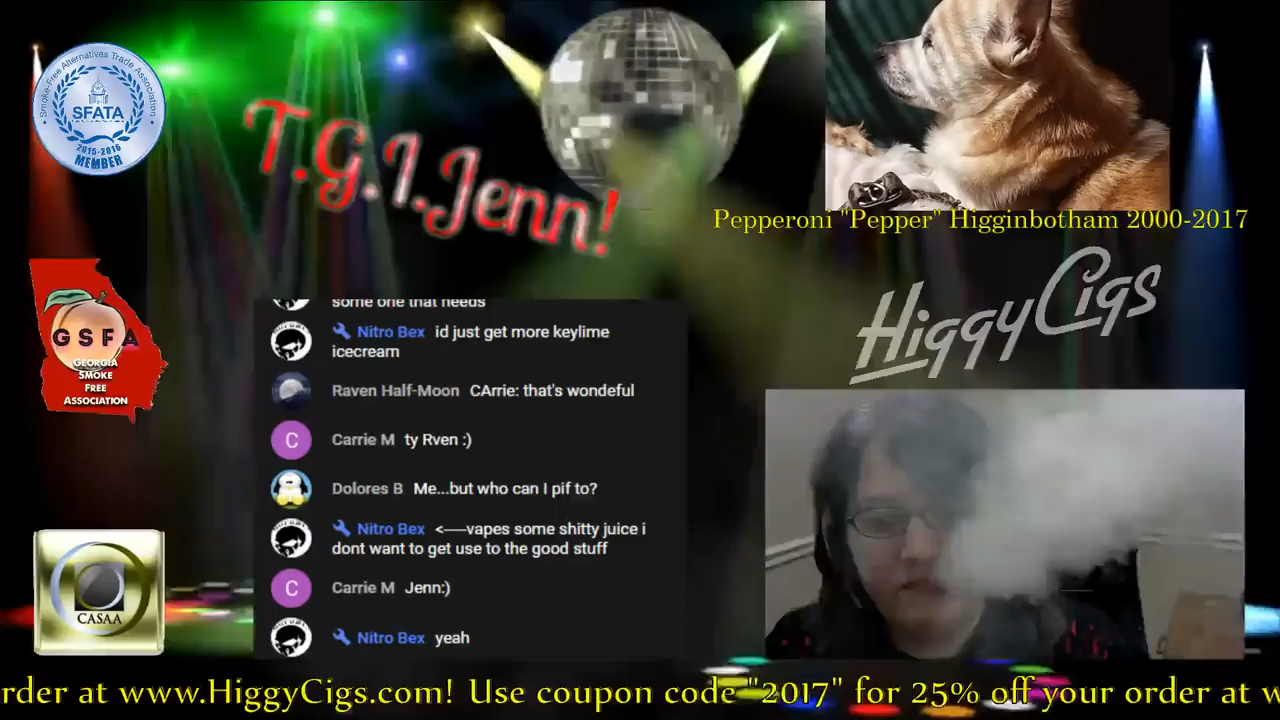 Smoke-Free Alternatives Trade Association
SFATA
2015-2016
MEMBER
T.G.I.Jenn!
Pepperoni "Pepper" Higginbotham 2000-2017
HiggyCigs
GSFA
GEORGIA
SMOKE
FREE
ASSOCIATION
CASAA
some one that needs
Nitro Bex id just get more keylime
icecream
Raven Half-Moon CArrie: that's wondeful
C
Carrie M ty Rven :)
Dolores B Me...but who can I pif to?
Nitro Bex <----vapes some shitty juice i
dont want to get use to the good stuff
C
Carrie M Jenn:)
Nitro Bex yeah
rder at www.HiggyCigs.com! Use coupon code "2017" for 25% off your order at w